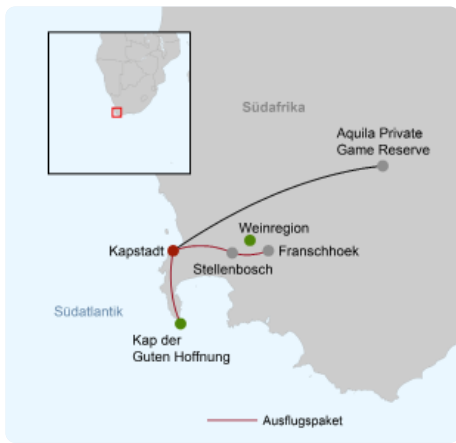 Südafrika
Aquila Private
Game Reserve
Weinregion
Kapstadt
Franschhoek
Stellenbosch
Südatlantik
Kap der
Guten Hoffnung
Ausflugspaket